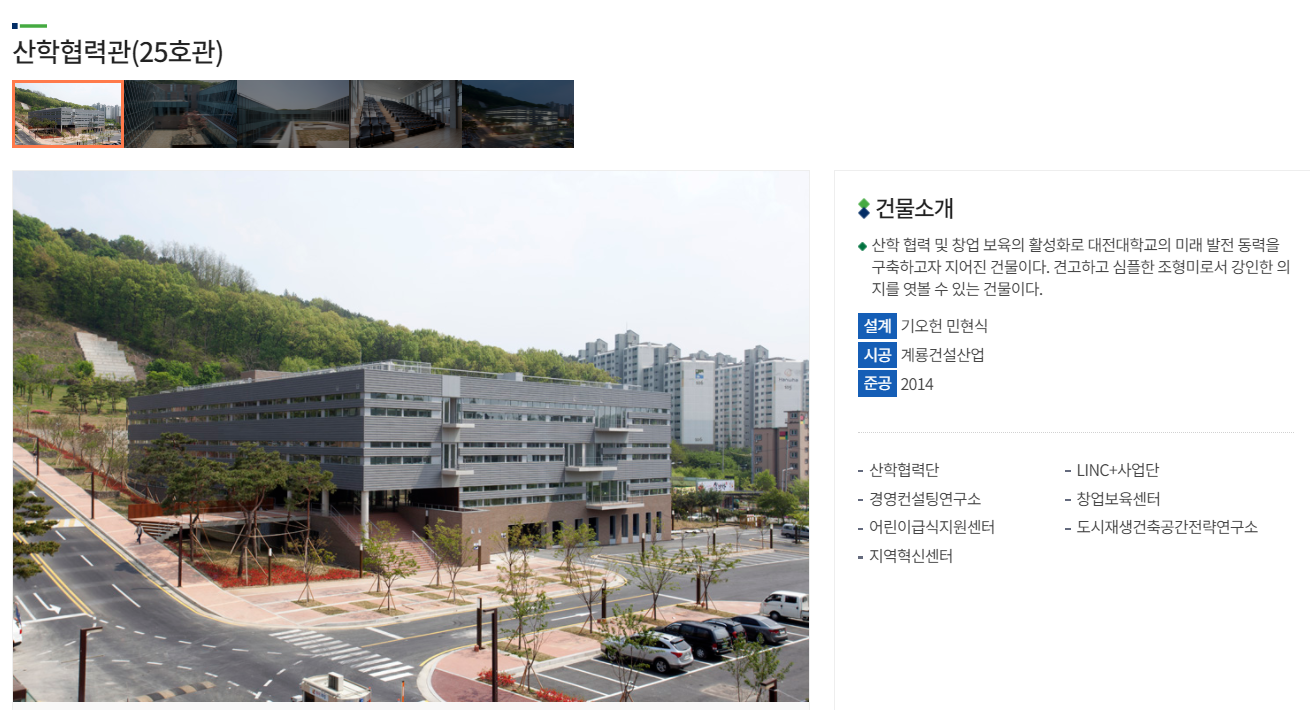 산학협력관(25호관)
건물소개
산학 협력 및 창업 보육의 활성화로 대전대학교의 미래 발전 동력을
구축하고자 지어진 건물이다. 견고하고 심플한 조형미로서 강인한 의
지를 엿볼 수 있는 건물이다.
설계 기오헌 민현식
시공 계룡건설산업
준공 2014
- 산학협력단
- LINC+사업단
- 경영컨설팅연구소
- 창업보육센터
- 어린이급식지원센터
- 도시재생건축공간전략연구소
- 지역혁신센터